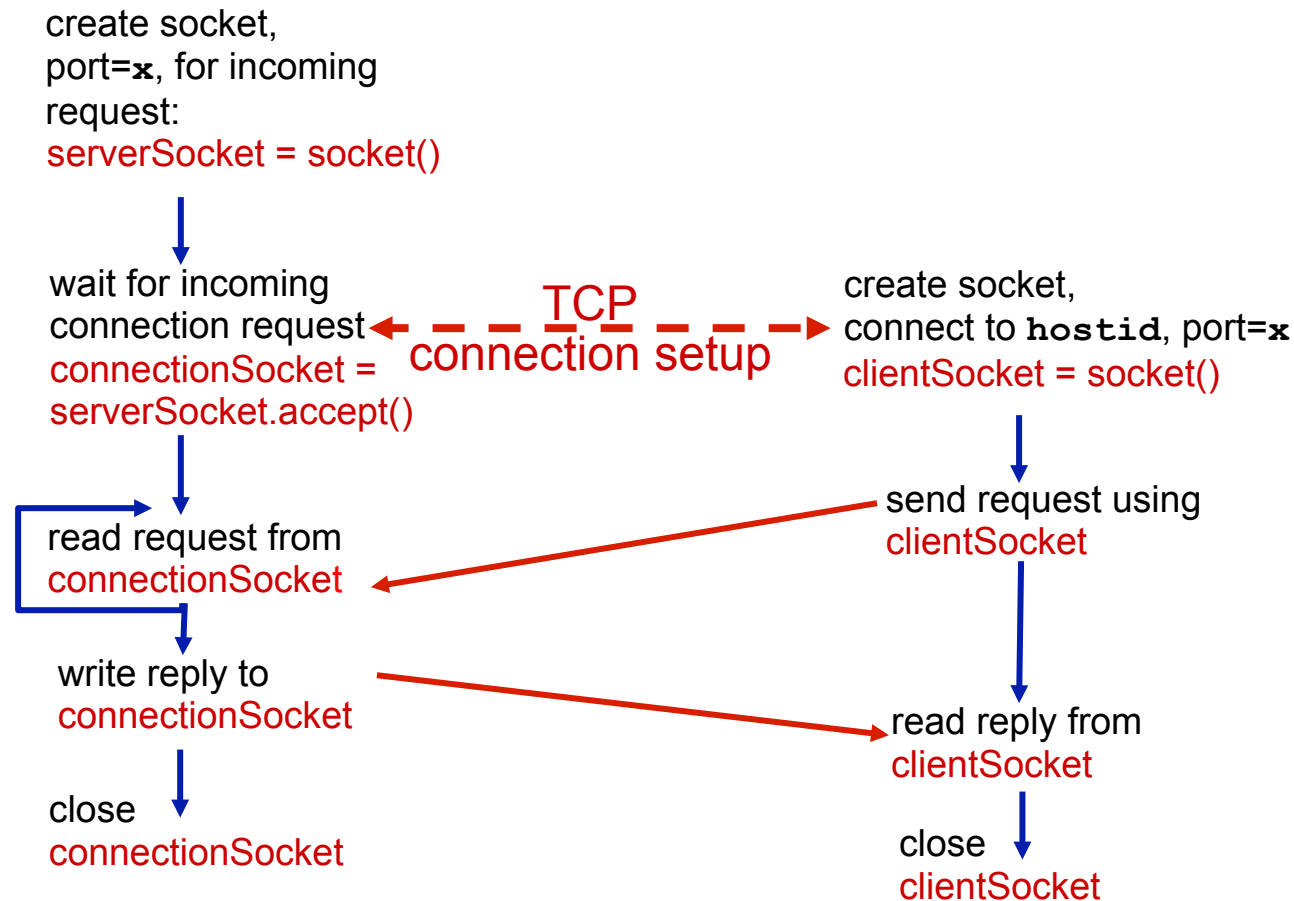 create socket,
port=x, for incoming
request:
serverSocket = socket()
wait for incoming
connection request
connectionSocket =
serverSocket.accept()
TCP
connection setup
create socket,
connect to hostid, port=x
clientSocket = socket()
read request from
connectionSocket
send request using
clientSocket
write reply to
connectionSocket
read reply from
clientSocket
close
connectionSocket
close
clientSocket